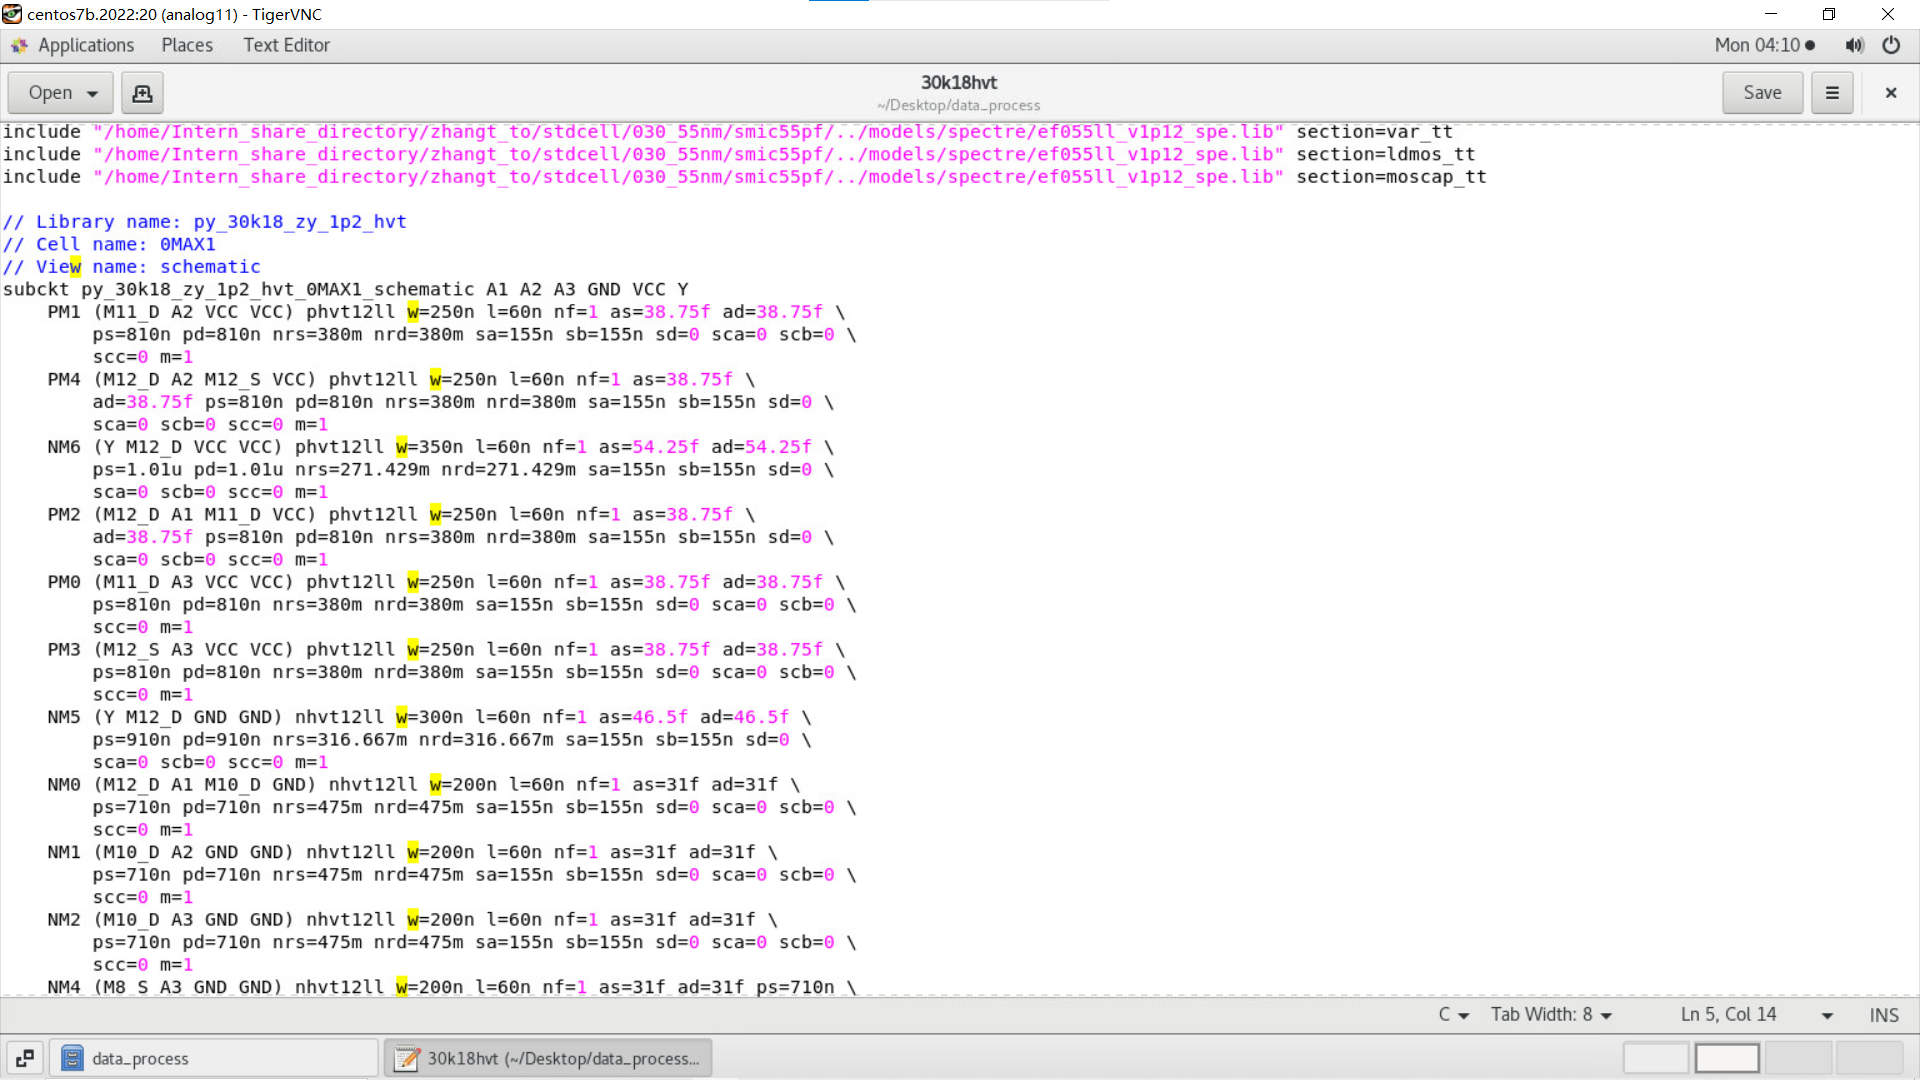 centos7b.2022:20 (analog11) - TigerVNC
Applications Places Text Editor Mon 04:10
Open 30k18hvt Save
~/Desktop/data_process
include "/home/Intern_share_directory/zhangt_to/stdcell/030_55nm/smic55pf/../models/spectre/ef055ll_v1p12_spe.lib" section=var_tt
include "/home/Intern_share_directory/zhangt_to/stdcell/030_55nm/smic55pf/../models/spectre/ef055ll_v1p12_spe.lib" section=ldmos_tt
include "/home/Intern_share_directory/zhangt_to/stdcell/030_55nm/smic55pf/../models/spectre/ef055ll_v1p12_spe.lib" section=moscap_tt
// Library name: py_30k18_zy_1p2_hvt
// Cell name: 0MAX1
// View name: schematic
subckt py_30k18_zy_1p2_hvt_0MAX1_schematic A1 A2 A3 GND VCC Y
PM1 (M11_D A2 VCC VCC) phvt12ll w=250n l=60n nf=1 as=38.75f ad=38.75f \
ps=810n pd=810n nrs=380m nrd=380m sa=155n sb=155n sd=0 sca=0 scb=0 \
scc=0 m=1
PM4 (M12_D A2 M12_S VCC) phvt12ll w=250n l=60n nf=1 as=38.75f \
ad=38.75f ps=810n pd=810n nrs=380m nrd=380m sa=155n sb=155n sd=0 \
sca=0 scb=0 scc=0 m=1
NM6 (Y M12_D VCC VCC) phvt12ll w=350n l=60n nf=1 as=54.25f ad=54.25f \
ps=1.01u pd=1.01u nrs=271.429m nrd=271.429m sa=155n sb=155n sd=0 \
sca=0 scb=0 scc=0 m=1
PM2 (M12_D A1 M11_D VCC) phvt12ll w=250n l=60n nf=1 as=38.75f \
ad=38.75f ps=810n pd=810n nrs=380m nrd=380m sa=155n sb=155n sd=0 \
sca=0 scb=0 scc=0 m=1
PM0 (M11_D A3 VCC VCC) phvt12ll w=250n l=60n nf=1 as=38.75f ad=38.75f \
ps=810n pd=810n nrs=380m nrd=380m sa=155n sb=155n sd=0 sca=0 scb=0 \
scc=0 m=1
PM3 (M12_S A3 VCC VCC) phvt12ll w=250n l=60n nf=1 as=38.75f ad=38.75f \
ps=810n pd=810n nrs=380m nrd=380m sa=155n sb=155n sd=0 sca=0 scb=0 \
scc=0 m=1
NM5 (Y M12_D GND GND) nhvt12ll w=300n l=60n nf=1 as=46.5f ad=46.5f \
ps=910n pd=910n nrs=316.667m nrd=316.667m sa=155n sb=155n sd=0 \
sca=0 scb=0 scc=0 m=1
NM0 (M12_D A1 M10_D GND) nhvt12ll w=200n l=60n nf=1 as=31f ad=31f \
ps=710n pd=710n nrs=475m nrd=475m sa=155n sb=155n sd=0 sca=0 scb=0 \
scc=0 m=1
NM1 (M10_D A2 GND GND) nhvt12ll w=200n l=60n nf=1 as=31f ad=31f \
ps=710n pd=710n nrs=475m nrd=475m sa=155n sb=155n sd=0 sca=0 scb=0 \
scc=0 m=1
NM2 (M10_D A3 GND GND) nhvt12ll w=200n l=60n nf=1 as=31f ad=31f \
ps=710n pd=710n nrs=475m nrd=475m sa=155n sb=155n sd=0 sca=0 scb=0 \
scc=0 m=1
NM4 (M8_S A3 GND GND) nhvt12ll w=200n l=60n nf=1 as=31f ad=31f ps=710n \
C Tab Width: 8 Ln 5, Col 14 INS
data_process 30k18hvt (~/Desktop/data_process...